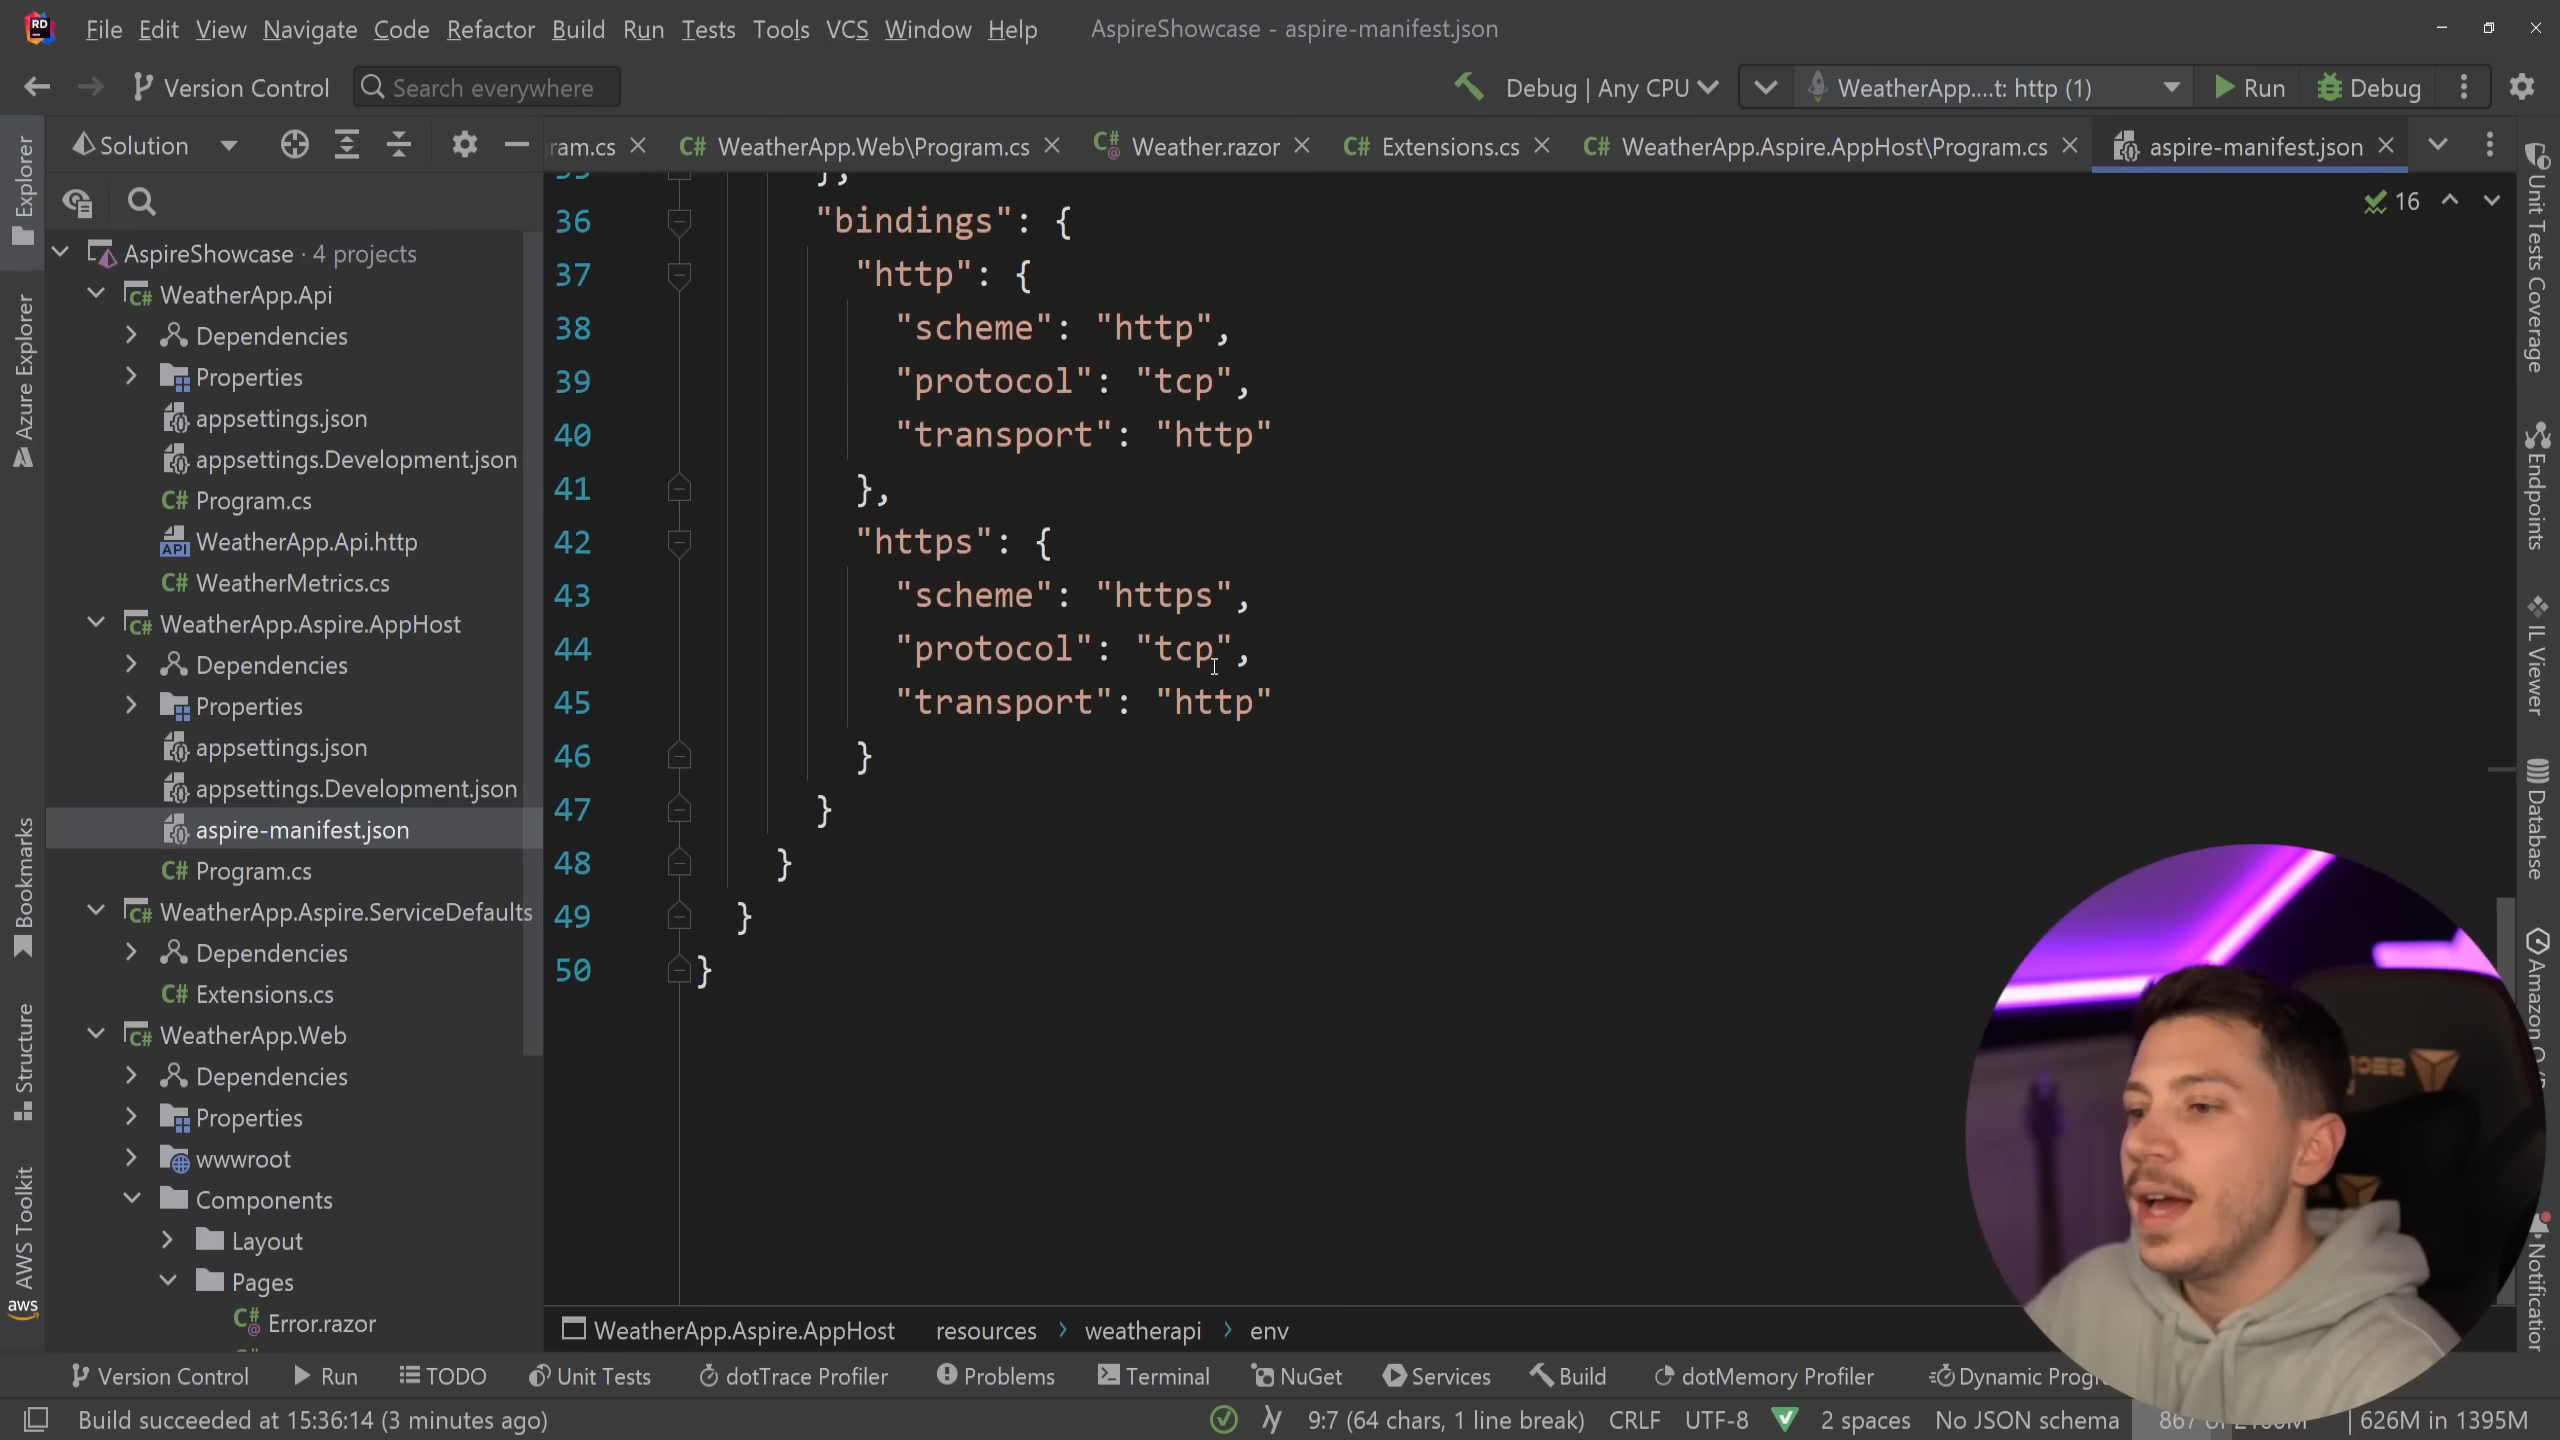 File Edit View Navigate Code Refactor Build Run Tests Tools VCS Window Help AspireShowcase - aspire-manifest.json
Version Control Search everywhere Debug | Any CPU WeatherApp....t: http (1) Run Debug
Solution ram.cs WeatherApp.Web\Program.cs Weather.razor Extensions.cs WeatherApp.Aspire.AppHost\Program.cs aspire-manifest.json
Explorer
Azure Explorer
Bookmarks
Structure
AWS Toolkit
aws
AspireShowcase · 4 projects
WeatherApp.Api
Dependencies
Properties
appsettings.json
appsettings.Development.json
Program.cs
WeatherApp.Api.http
WeatherMetrics.cs
WeatherApp.Aspire.AppHost
Dependencies
Properties
appsettings.json
appsettings.Development.json
aspire-manifest.json
Program.cs
WeatherApp.Aspire.ServiceDefaults
Dependencies
Extensions.cs
WeatherApp.Web
Dependencies
Properties
wwwroot
Components
Layout
Pages
Error.razor
16
35 },
36 "bindings": {
37 "http": {
38 "scheme": "http",
39 "protocol": "tcp",
40 "transport": "http"
41 },
42 "https": {
43 "scheme": "https",
44 "protocol": "tcp",
45 "transport": "http"
46 }
47 }
48 }
49 }
50 }
Unit Tests Coverage
Endpoints
IL Viewer
Database
Amazon
Notification
WeatherApp.Aspire.AppHost resources › weatherapi › env
Version Control Run TODO Unit Tests dotTrace Profiler Problems Terminal NuGet Services Build dotMemory Profiler Dynamic
Build succeeded at 15:36:14 (3 minutes ago) 9:7 (64 chars, 1 line break) CRLF UTF-8 2 spaces No JSON schema 626M in 1395M